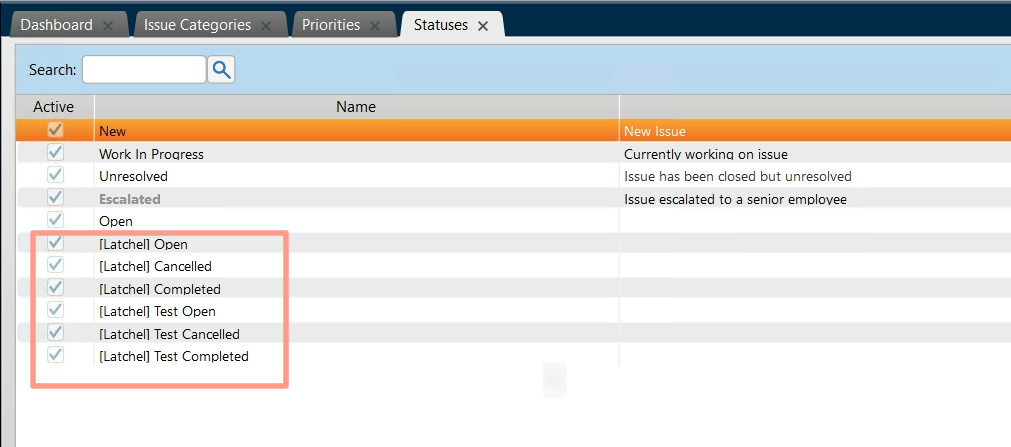 Dashboard Issue Categories Priorities Statuses
Search:
Active Name
New New Issue
Work In Progress Currently working on issue
Unresolved Issue has been closed but unresolved
Escalated Issue escalated to a senior employee
Open
[Latchel] Open
[Latchel] Cancelled
[Latchel] Completed
[Latchel] Test Open
[Latchel] Test Cancelled
[Latchel] Test Completed